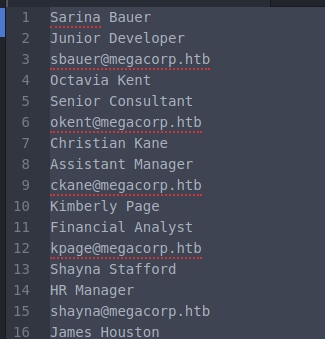 1 Sarina Bauer
2 Junior Developer
3 sbauer@megacorp.htb
4 Octavia Kent
5 Senior Consultant
6 okent@megacorp.htb
7 Christian Kane
8 Assistant Manager
9 ckane@megacorp.htb
10 Kimberly Page
11 Financial Analyst
12 kpage@megacorp.htb
13 Shayna Stafford
14 HR Manager
15 shayna@megacorp.htb
16 James Houston